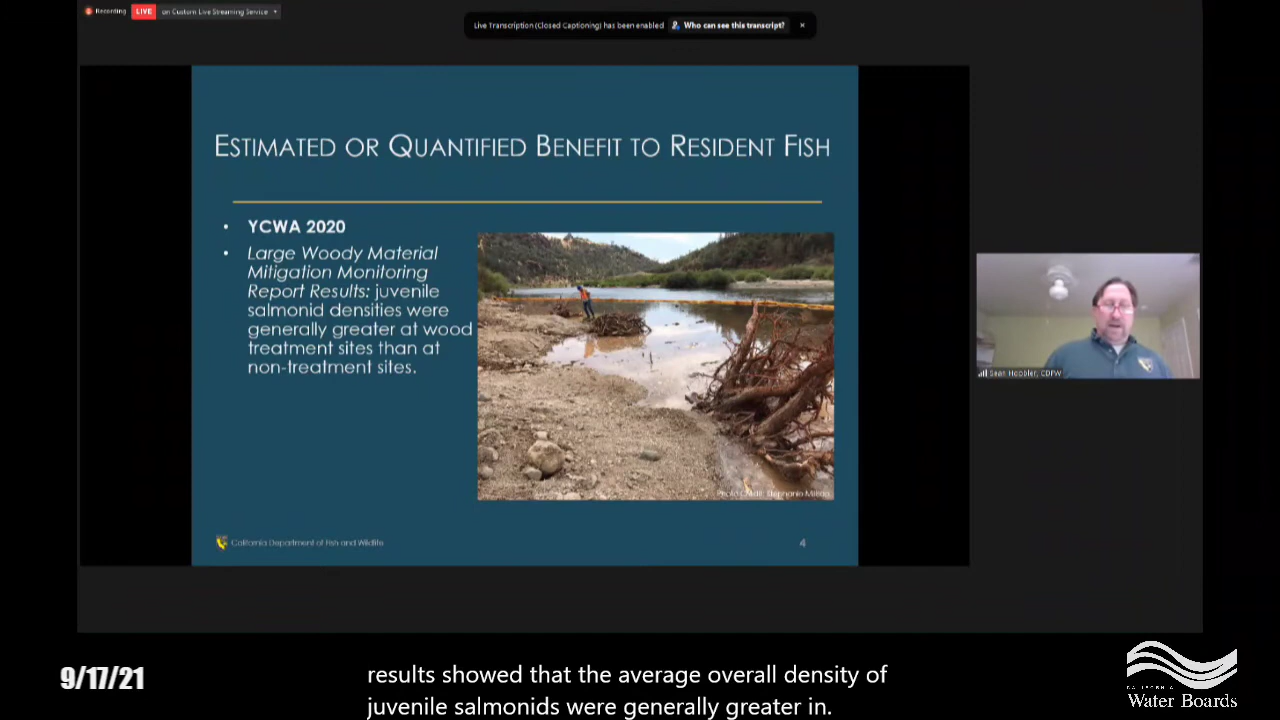 Recording
LIVE
on Custom Live Streaming Service
Live Transcription (Closed Captioning) has been enabled
Who can see this transcript?
ESTIMATED OR QUANTIFIED BENEFIT TO RESIDENT FISH
• YCWA 2020
• Large Woody Material
Mitigation Monitoring
Report Results: juvenile
salmonid densities were
generally greater at wood
treatment sites than at
non-treatment sites.
Photo Credit: Stephanie
California Department of Fish and Wildlife
4
Sean Hoobler, CDFW
9/17/21
results showed that the average overall density of
juvenile salmonids were generally greater in.
CALIFORNIA
Water Boards